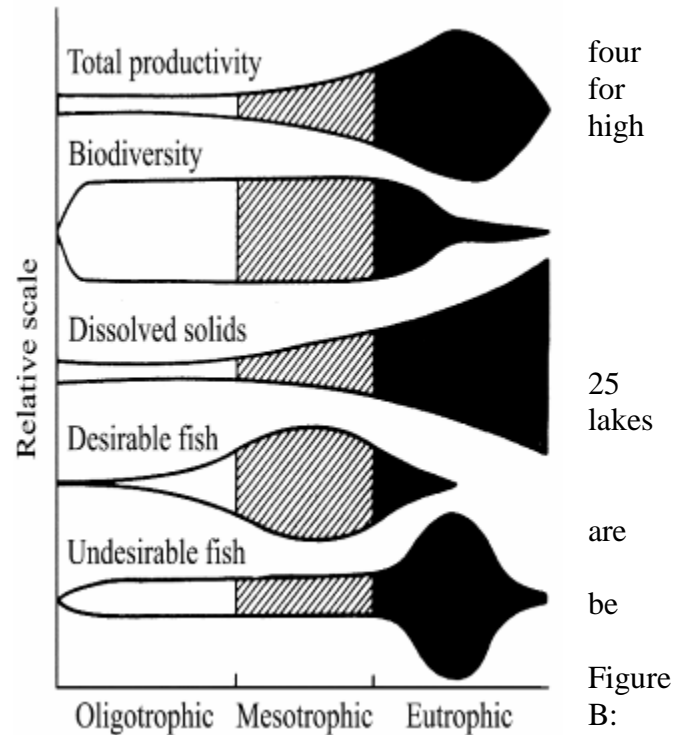 Total productivity
Biodiversity
Dissolved solids
Desirable fish
Undesirable fish
Relative scale
Oligotrophic Mesotrophic Eutrophic
four
for
high
25
lakes
are
be
Figure
B: